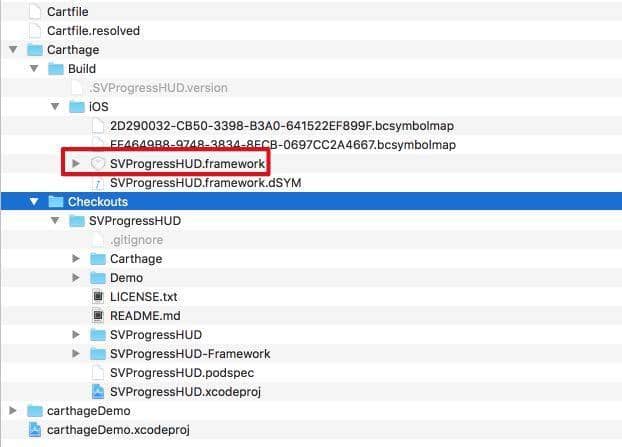 Cartfile
Cartfile.resolved
Carthage
Build
.SVProgressHUD.version
iOS
2D290032-CB50-3398-B3A0-641522EF899F.bcsymbolmap
EF4649B8-9748-3834-8ECB-0697CC2A4667.bcsymbolmap
SVProgressHUD.framework
SVProgressHUD.framework.dSYM
Checkouts
SVProgressHUD
.gitignore
Carthage
Demo
LICENSE.txt
README.md
SVProgressHUD
SVProgressHUD-Framework
SVProgressHUD.podspec
SVProgressHUD.xcodeproj
carthageDemo
carthageDemo.xcodeproj